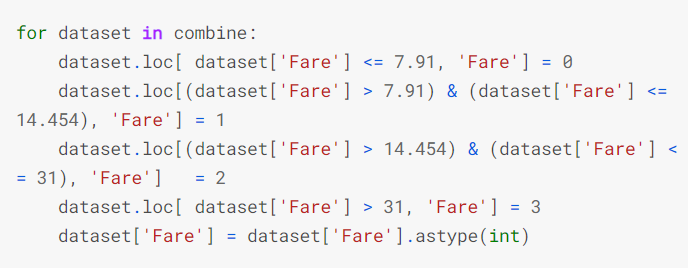 for dataset in combine:
    dataset.loc[ dataset['Fare'] <= 7.91, 'Fare'] = 0
    dataset.loc[(dataset['Fare'] > 7.91) & (dataset['Fare'] <=
14.454), 'Fare'] = 1
    dataset.loc[(dataset['Fare'] > 14.454) & (dataset['Fare'] <
= 31), 'Fare']   = 2
    dataset.loc[ dataset['Fare'] > 31, 'Fare'] = 3
    dataset['Fare'] = dataset['Fare'].astype(int)